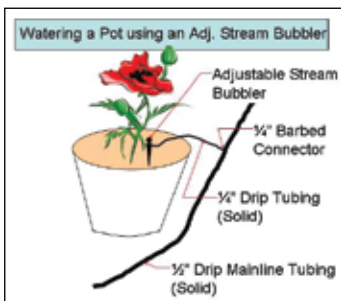 Watering a Pot using an Adj. Stream Bubbler
Adjustable Stream
Bubbler
¼" Barbed
Connector
¼" Drip Tubing
(Solid)
½" Drip Mainline Tubing
(Solid)